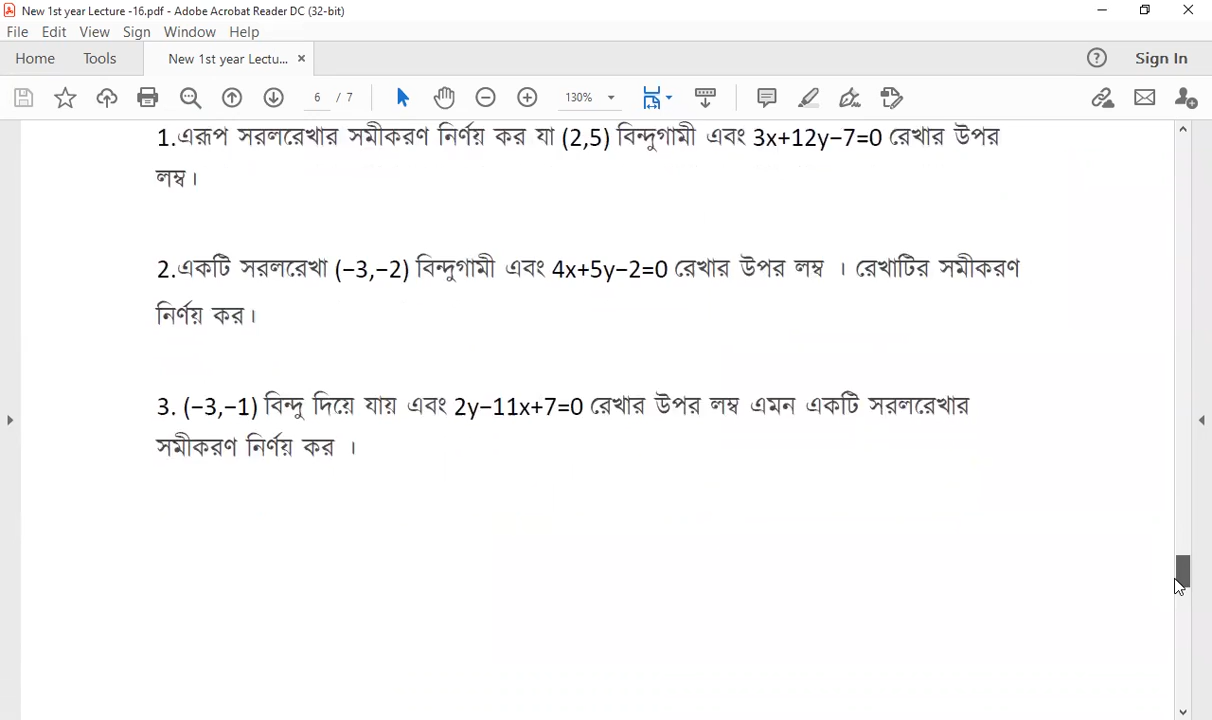 New 1st year Lecture -16.pdf - Adobe Acrobat Reader DC (32-bit)
File Edit View Sign Window Help
Home Tools New 1st year Lectu... × Sign In
6 / 7 130%
1.এরূপ সরলরেখার সমীকরণ নির্ণয় কর যা (2,5) বিন্দুগামী এবং 3x+12y−7=0 রেখার উপর
লম্ব।
2.একটি সরলরেখা (−3,−2) বিন্দুগামী এবং 4x+5y−2=0 রেখার উপর লম্ব । রেখাটির সমীকরণ
নির্ণয় কর।
3. (−3,−1) বিন্দু দিয়ে যায় এবং 2y−11x+7=0 রেখার উপর লম্ব এমন একটি সরলরেখার
সমীকরণ নির্ণয় কর ।